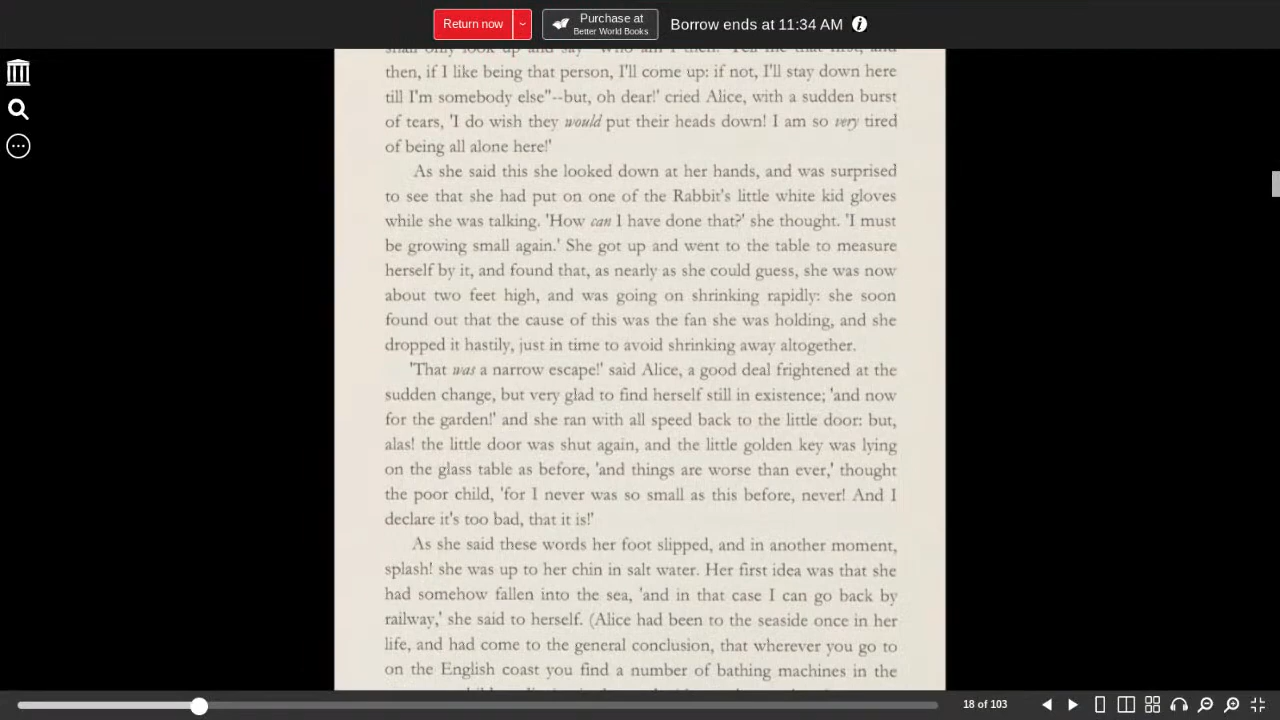 Return now
Purchase at
Better World Books
Borrow ends at 11:34 AM
shall only look up and say "Who am I then? Tell me that first, and
then, if I like being that person, I'll come up: if not, I'll stay down here
till I'm somebody else"--but, oh dear!' cried Alice, with a sudden burst
of tears, 'I do wish they would put their heads down! I am so very tired
of being all alone here!'
As she said this she looked down at her hands, and was surprised
to see that she had put on one of the Rabbit's little white kid gloves
while she was talking. 'How can I have done that?' she thought. 'I must
be growing small again.' She got up and went to the table to measure
herself by it, and found that, as nearly as she could guess, she was now
about two feet high, and was going on shrinking rapidly: she soon
found out that the cause of this was the fan she was holding, and she
dropped it hastily, just in time to avoid shrinking away altogether.
'That was a narrow escape!' said Alice, a good deal frightened at the
sudden change, but very glad to find herself still in existence; 'and now
for the garden!' and she ran with all speed back to the little door: but,
alas! the little door was shut again, and the little golden key was lying
on the glass table as before, 'and things are worse than ever,' thought
the poor child, 'for I never was so small as this before, never! And I
declare it's too bad, that it is!'
As she said these words her foot slipped, and in another moment,
splash! she was up to her chin in salt water. Her first idea was that she
had somehow fallen into the sea, 'and in that case I can go back by
railway,' she said to herself. (Alice had been to the seaside once in her
life, and had come to the general conclusion, that wherever you go to
on the English coast you find a number of bathing machines in the
18 of 103